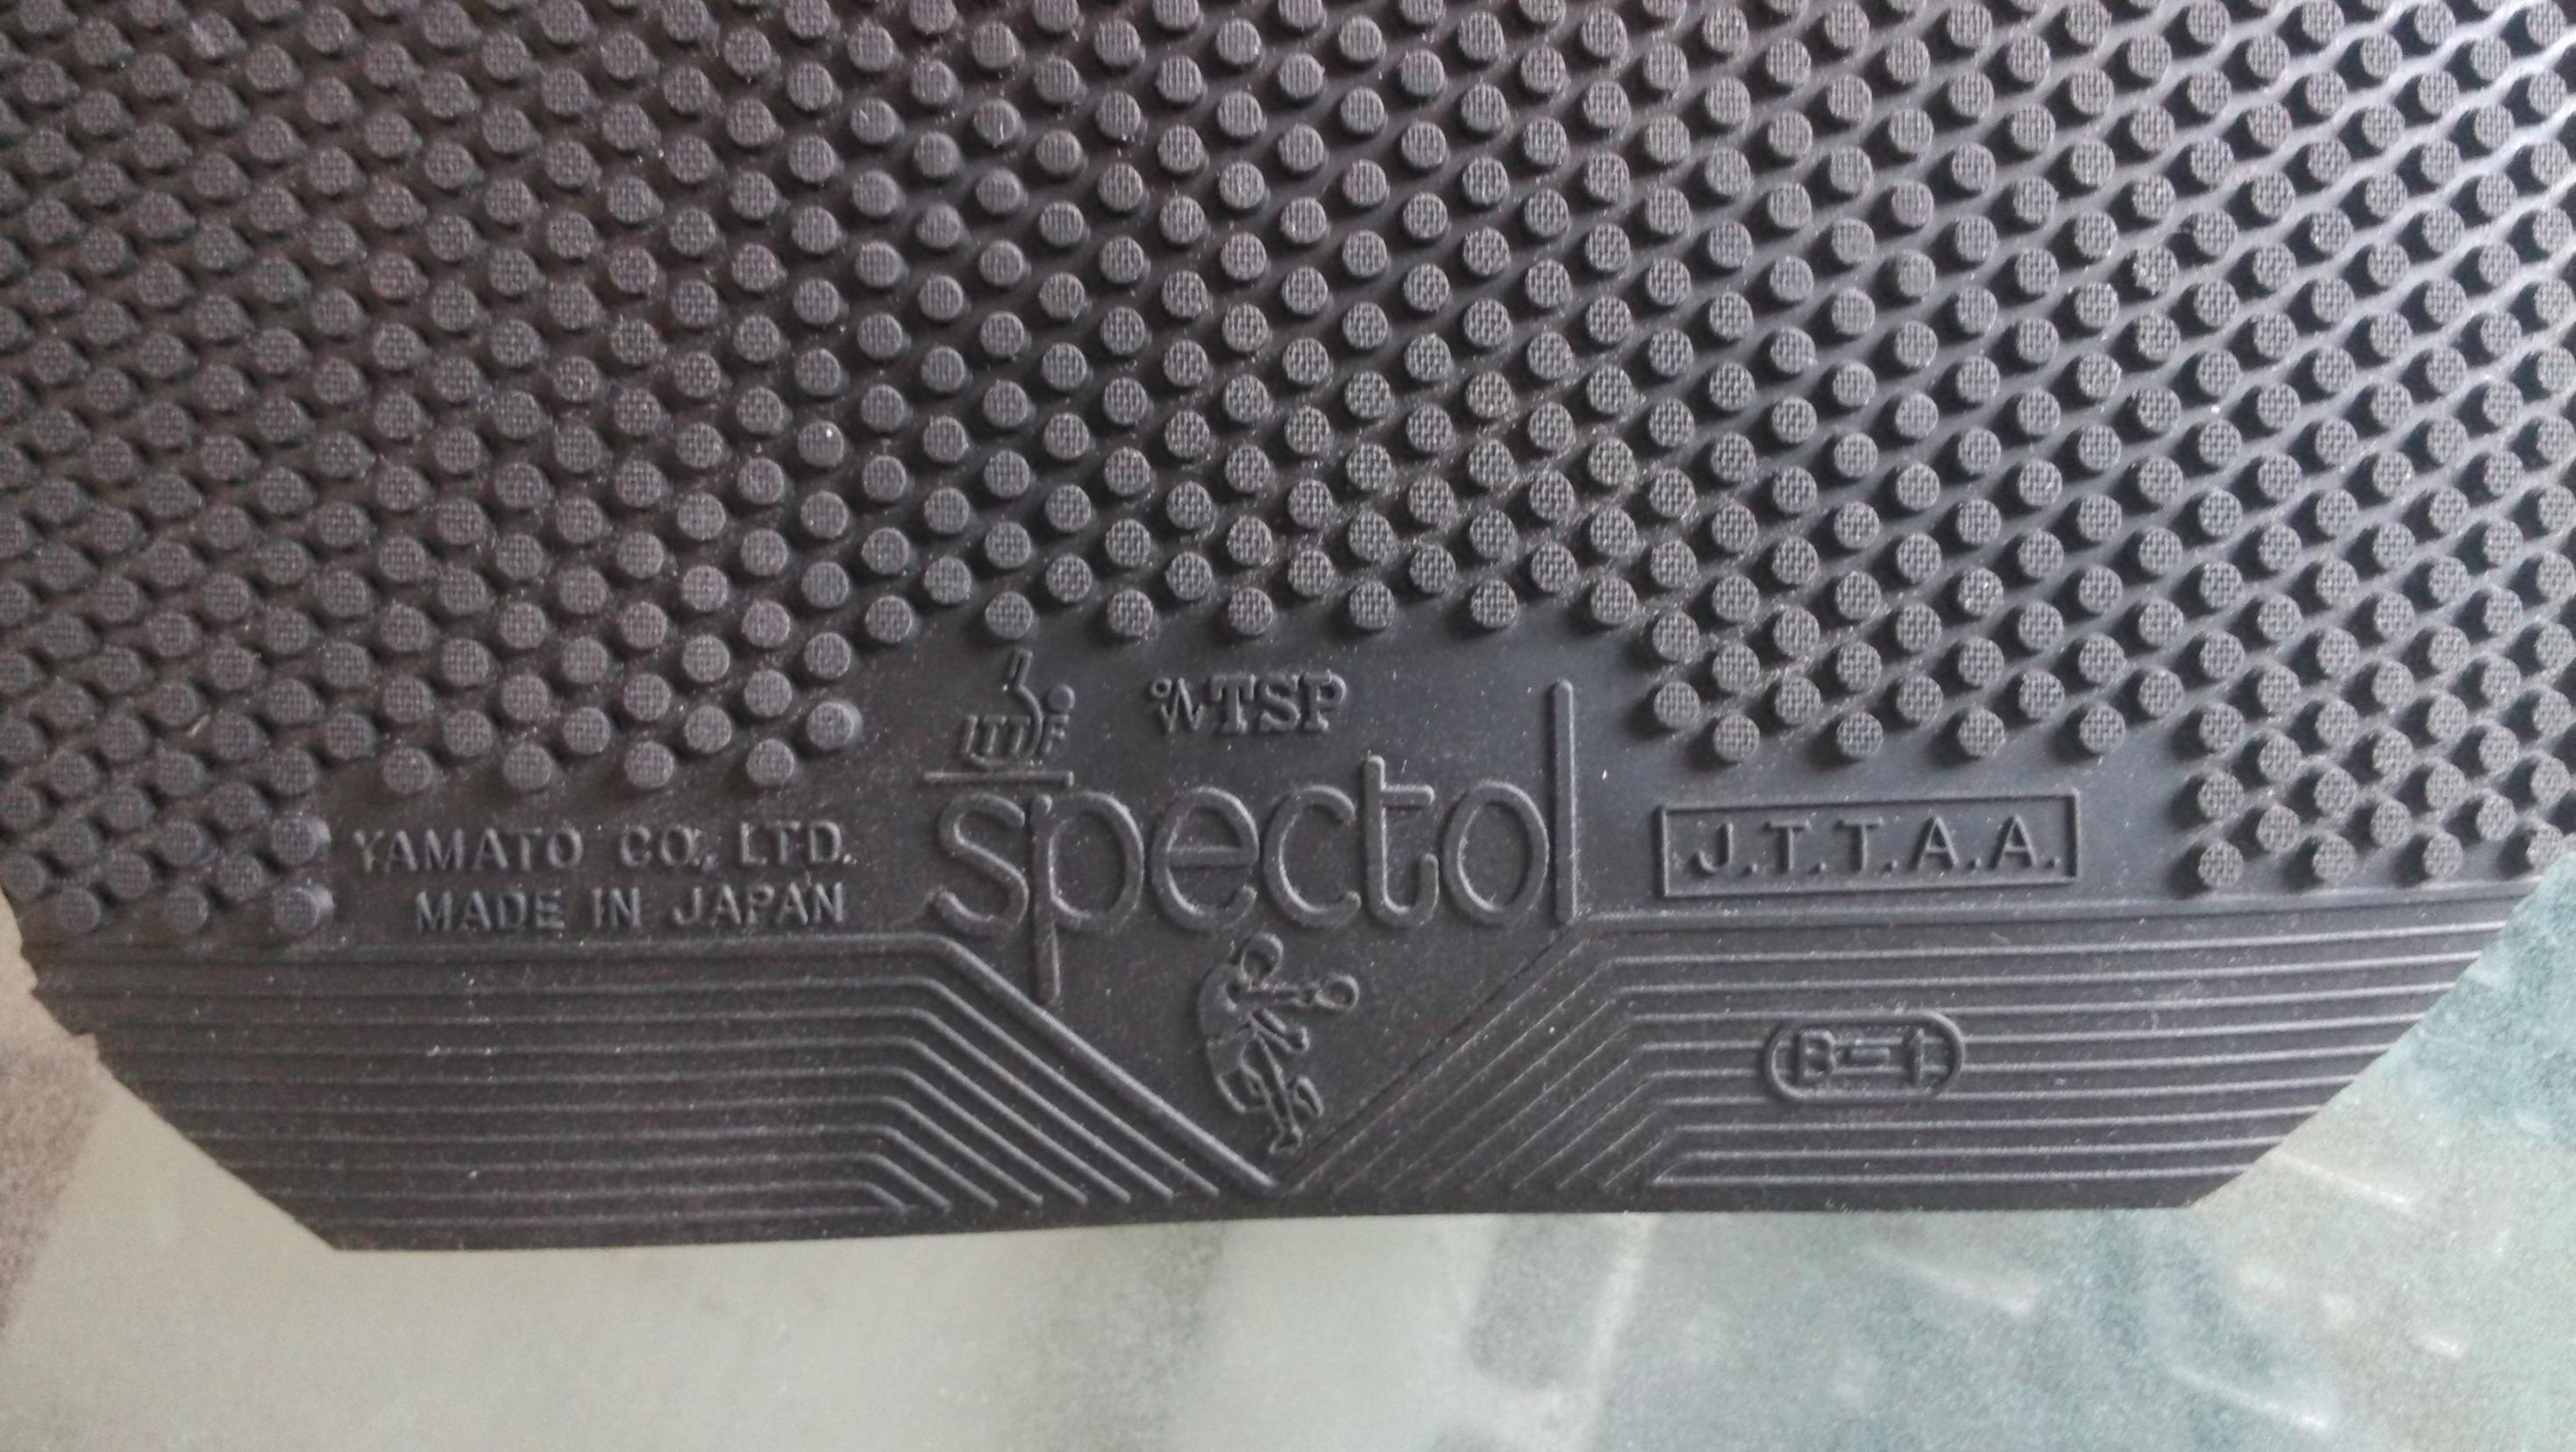 ITTF
TSP
YAMATO CO., LTD.
MADE IN JAPAN
spectol
J.T.T.A.A.
B-1